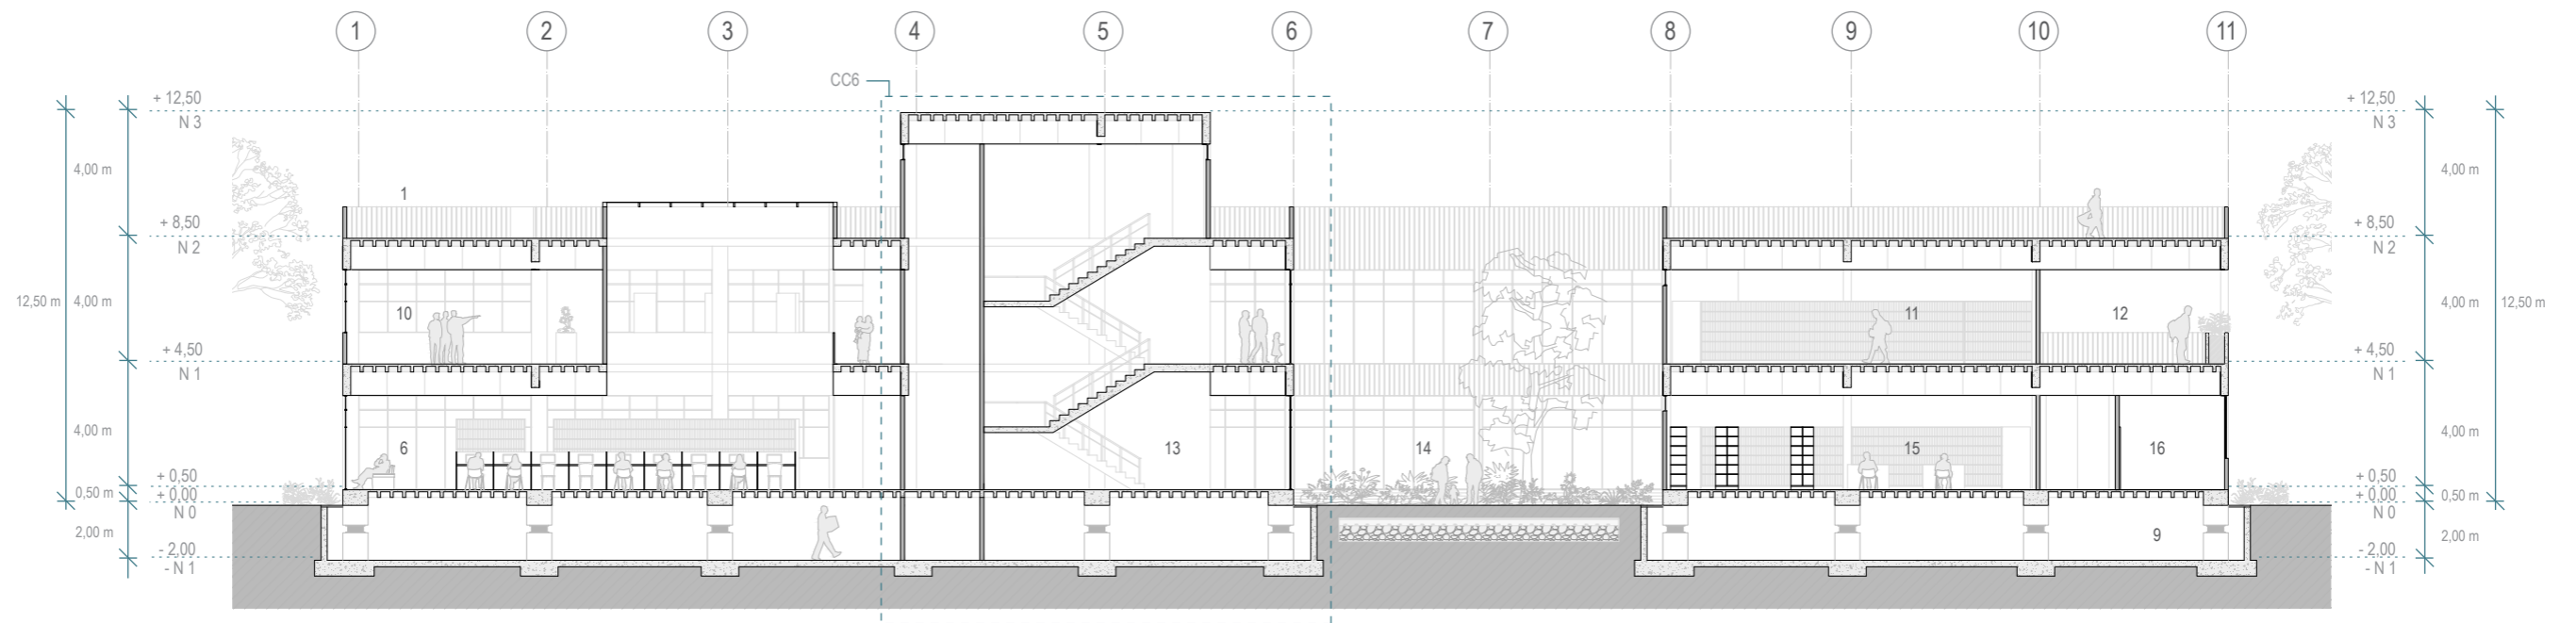 1 2 3 4 5 6 7 8 9 10 11
CC6
+ 12,50
N 3
+ 12,50
N 3
4,00 m
4,00 m
1
+ 8,50
N 2
+ 8,50
N 2
12,50 m
4,00 m
10
11
12
4,00 m
12,50 m
+ 4,50
N 1
+ 4,50
N 1
4,00 m
6
13
14
15
16
4,00 m
+ 0,50
0,50 m
+ 0,00
N 0
+ 0,50
+ 0,00
0,50 m
N 0
2,00 m
9
2,00 m
- 2,00
- N 1
- 2,00
- N 1